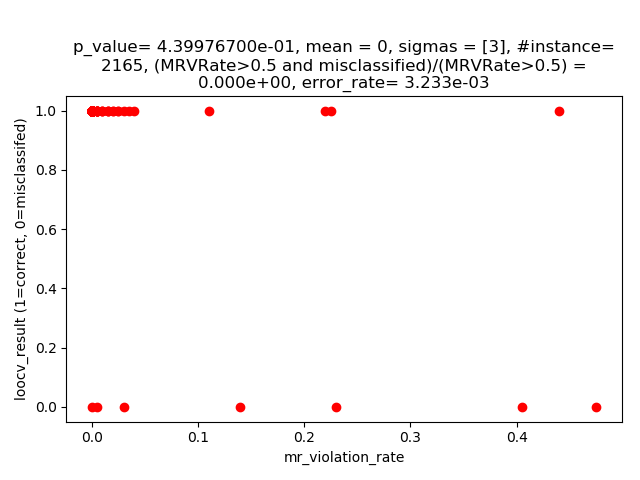 p_value= 4.39976700e-01, mean = 0, sigmas = [3], #instance=
2165, (MRVRate>0.5 and misclassified)/(MRVRate>0.5) =
0.000e+00, error_rate= 3.233e-03
loocv_result (1=correct, 0=misclassifed)
1.0
0.8
0.6
0.4
0.2
0.0
0.0 0.1 0.2 0.3 0.4
mr_violation_rate